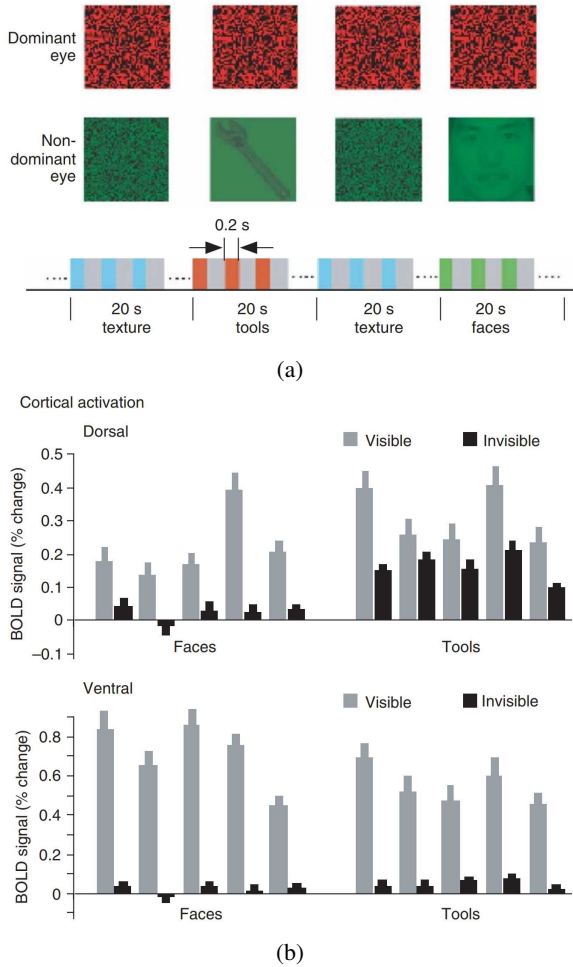 Dominant
eye
Non-
dominant
eye
0.2 s
20 s
texture
20 s
tools
20 s
texture
20 s
faces
(a)
Cortical activation
Dorsal
Visible
Invisible
BOLD signal (% change)
0.5
0.4
0.3
0.2
0.1
0
–0.1
Faces
Tools
Ventral
Visible
Invisible
BOLD signal (% change)
0.8
0.6
0.4
0.2
0
Faces
Tools
(b)